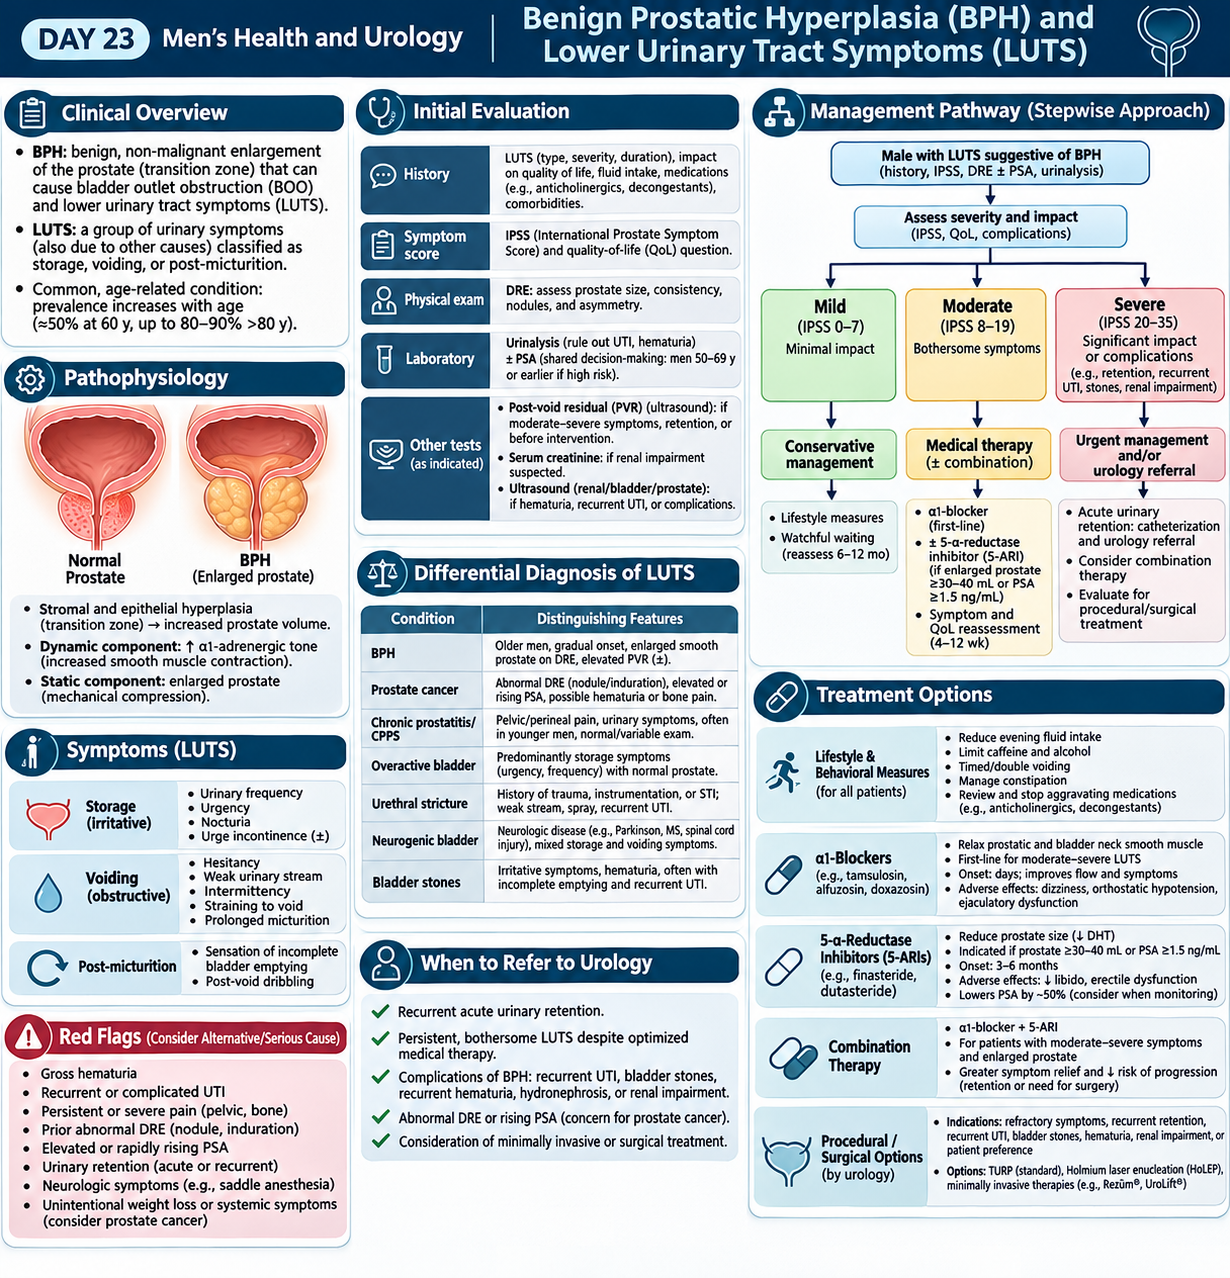 DAY 23
Men's Health and Urology
Benign Prostatic Hyperplasia (BPH) and
Lower Urinary Tract Symptoms (LUTS)
Clinical Overview
• BPH: benign, non-malignant enlargement
of the prostate (transition zone) that can
cause bladder outlet obstruction (BOO)
and lower urinary tract symptoms (LUTS).
• LUTS: a group of urinary symptoms
(also due to other causes) classified as
storage, voiding, or post-micturition.
• Common, age-related condition:
prevalence increases with age
(≈50% at 60 y, up to 80–90% >80 y).
Pathophysiology
Normal
Prostate
BPH
(Enlarged prostate)
• Stromal and epithelial hyperplasia
(transition zone) → increased prostate volume.
• Dynamic component: ↑ α1-adrenergic tone
(increased smooth muscle contraction).
• Static component: enlarged prostate
(mechanical compression).
Symptoms (LUTS)
Storage
(irritative)
• Urinary frequency
• Urgency
• Nocturia
• Urge incontinence (±)
Voiding
(obstructive)
• Hesitancy
• Weak urinary stream
• Intermittency
• Straining to void
• Prolonged micturition
Post-micturition
• Sensation of incomplete
bladder emptying
• Post-void dribbling
Red Flags (Consider Alternative/Serious Cause)
• Gross hematuria
• Recurrent or complicated UTI
• Persistent or severe pain (pelvic, bone)
• Prior abnormal DRE (nodule, induration)
• Elevated or rapidly rising PSA
• Urinary retention (acute or recurrent)
• Neurologic symptoms (e.g., saddle anesthesia)
• Unintentional weight loss or systemic symptoms
(consider prostate cancer)
Initial Evaluation
History
LUTS (type, severity, duration), impact
on quality of life, fluid intake, medications
(e.g., anticholinergics, decongestants),
comorbidities.
Symptom
score
IPSS (International Prostate Symptom
Score) and quality-of-life (QoL) question.
Physical exam
DRE: assess prostate size, consistency,
nodules, and asymmetry.
Laboratory
Urinalysis (rule out UTI, hematuria)
± PSA (shared decision-making: men 50–69 y
or earlier if high risk).
Other tests
(as indicated)
• Post-void residual (PVR) (ultrasound): if
moderate–severe symptoms, retention, or
before intervention.
• Serum creatinine: if renal impairment
suspected.
• Ultrasound (renal/bladder/prostate):
if hematuria, recurrent UTI, or complications.
Differential Diagnosis of LUTS
Condition
Distinguishing Features
BPH
Older men, gradual onset, enlarged smooth
prostate on DRE, elevated PVR (±).
Prostate cancer
Abnormal DRE (nodule/induration), elevated or
rising PSA, possible hematuria or bone pain.
Chronic prostatitis/
CPPS
Pelvic/perineal pain, urinary symptoms, often
in younger men, normal/variable exam.
Overactive bladder
Predominantly storage symptoms
(urgency, frequency) with normal prostate.
Urethral stricture
History of trauma, instrumentation, or STI;
weak stream, spray, recurrent UTI.
Neurogenic bladder
Neurologic disease (e.g., Parkinson, MS, spinal cord
injury), mixed storage and voiding symptoms.
Bladder stones
Irritative symptoms, hematuria, often with
incomplete emptying and recurrent UTI.
When to Refer to Urology
✓ Recurrent acute urinary retention.
✓ Persistent, bothersome LUTS despite optimized
medical therapy.
✓ Complications of BPH: recurrent UTI, bladder stones,
recurrent hematuria, hydronephrosis, or renal impairment.
✓ Abnormal DRE or rising PSA (concern for prostate cancer).
✓ Consideration of minimally invasive or surgical treatment.
Management Pathway (Stepwise Approach)
Male with LUTS suggestive of BPH
(history, IPSS, DRE ± PSA, urinalysis)
Assess severity and impact
(IPSS, QoL, complications)
Mild
(IPSS 0–7)
Minimal impact
Moderate
(IPSS 8–19)
Bothersome symptoms
Severe
(IPSS 20–35)
Significant impact
or complications
(e.g., retention, recurrent
UTI, stones, renal impairment)
Conservative
management
Medical therapy
(± combination)
Urgent management
and/or
urology referral
• Lifestyle measures
• Watchful waiting
(reassess 6–12 mo)
• α1-blocker
(first-line)
• ± 5-α-reductase
inhibitor (5-ARI)
(if enlarged prostate
≥30–40 mL or PSA
≥1.5 ng/mL)
• Symptom and
QoL reassessment
(4–12 wk)
• Acute urinary
retention: catheterization
and urology referral
• Consider combination
therapy
• Evaluate for
procedural/surgical
treatment
Treatment Options
Lifestyle &
Behavioral Measures
(for all patients)
• Reduce evening fluid intake
• Limit caffeine and alcohol
• Timed/double voiding
• Manage constipation
• Review and stop aggravating medications
(e.g., anticholinergics, decongestants)
α1-Blockers
(e.g., tamsulosin,
alfuzosin, doxazosin)
• Relax prostatic and bladder neck smooth muscle
• First-line for moderate–severe LUTS
• Onset: days; improves flow and symptoms
• Adverse effects: dizziness, orthostatic hypotension,
ejaculatory dysfunction
5-α-Reductase
Inhibitors (5-ARIs)
(e.g., finasteride,
dutasteride)
• Reduce prostate size (↓ DHT)
• Indicated if prostate ≥30–40 mL or PSA ≥1.5 ng/mL
• Onset: 3–6 months
• Adverse effects: ↓ libido, erectile dysfunction
• Lowers PSA by ~50% (consider when monitoring)
Combination
Therapy
• α1-blocker + 5-ARI
• For patients with moderate–severe symptoms
and enlarged prostate
• Greater symptom relief and ↓ risk of progression
(retention or need for surgery)
Procedural /
Surgical Options
(by urology)
• Indications: refractory symptoms, recurrent retention,
recurrent UTI, bladder stones, hematuria, renal impairment, or
patient preference
• Options: TURP (standard), Holmium laser enucleation (HoLEP),
minimally invasive therapies (e.g., Rezūm®, UroLift®)